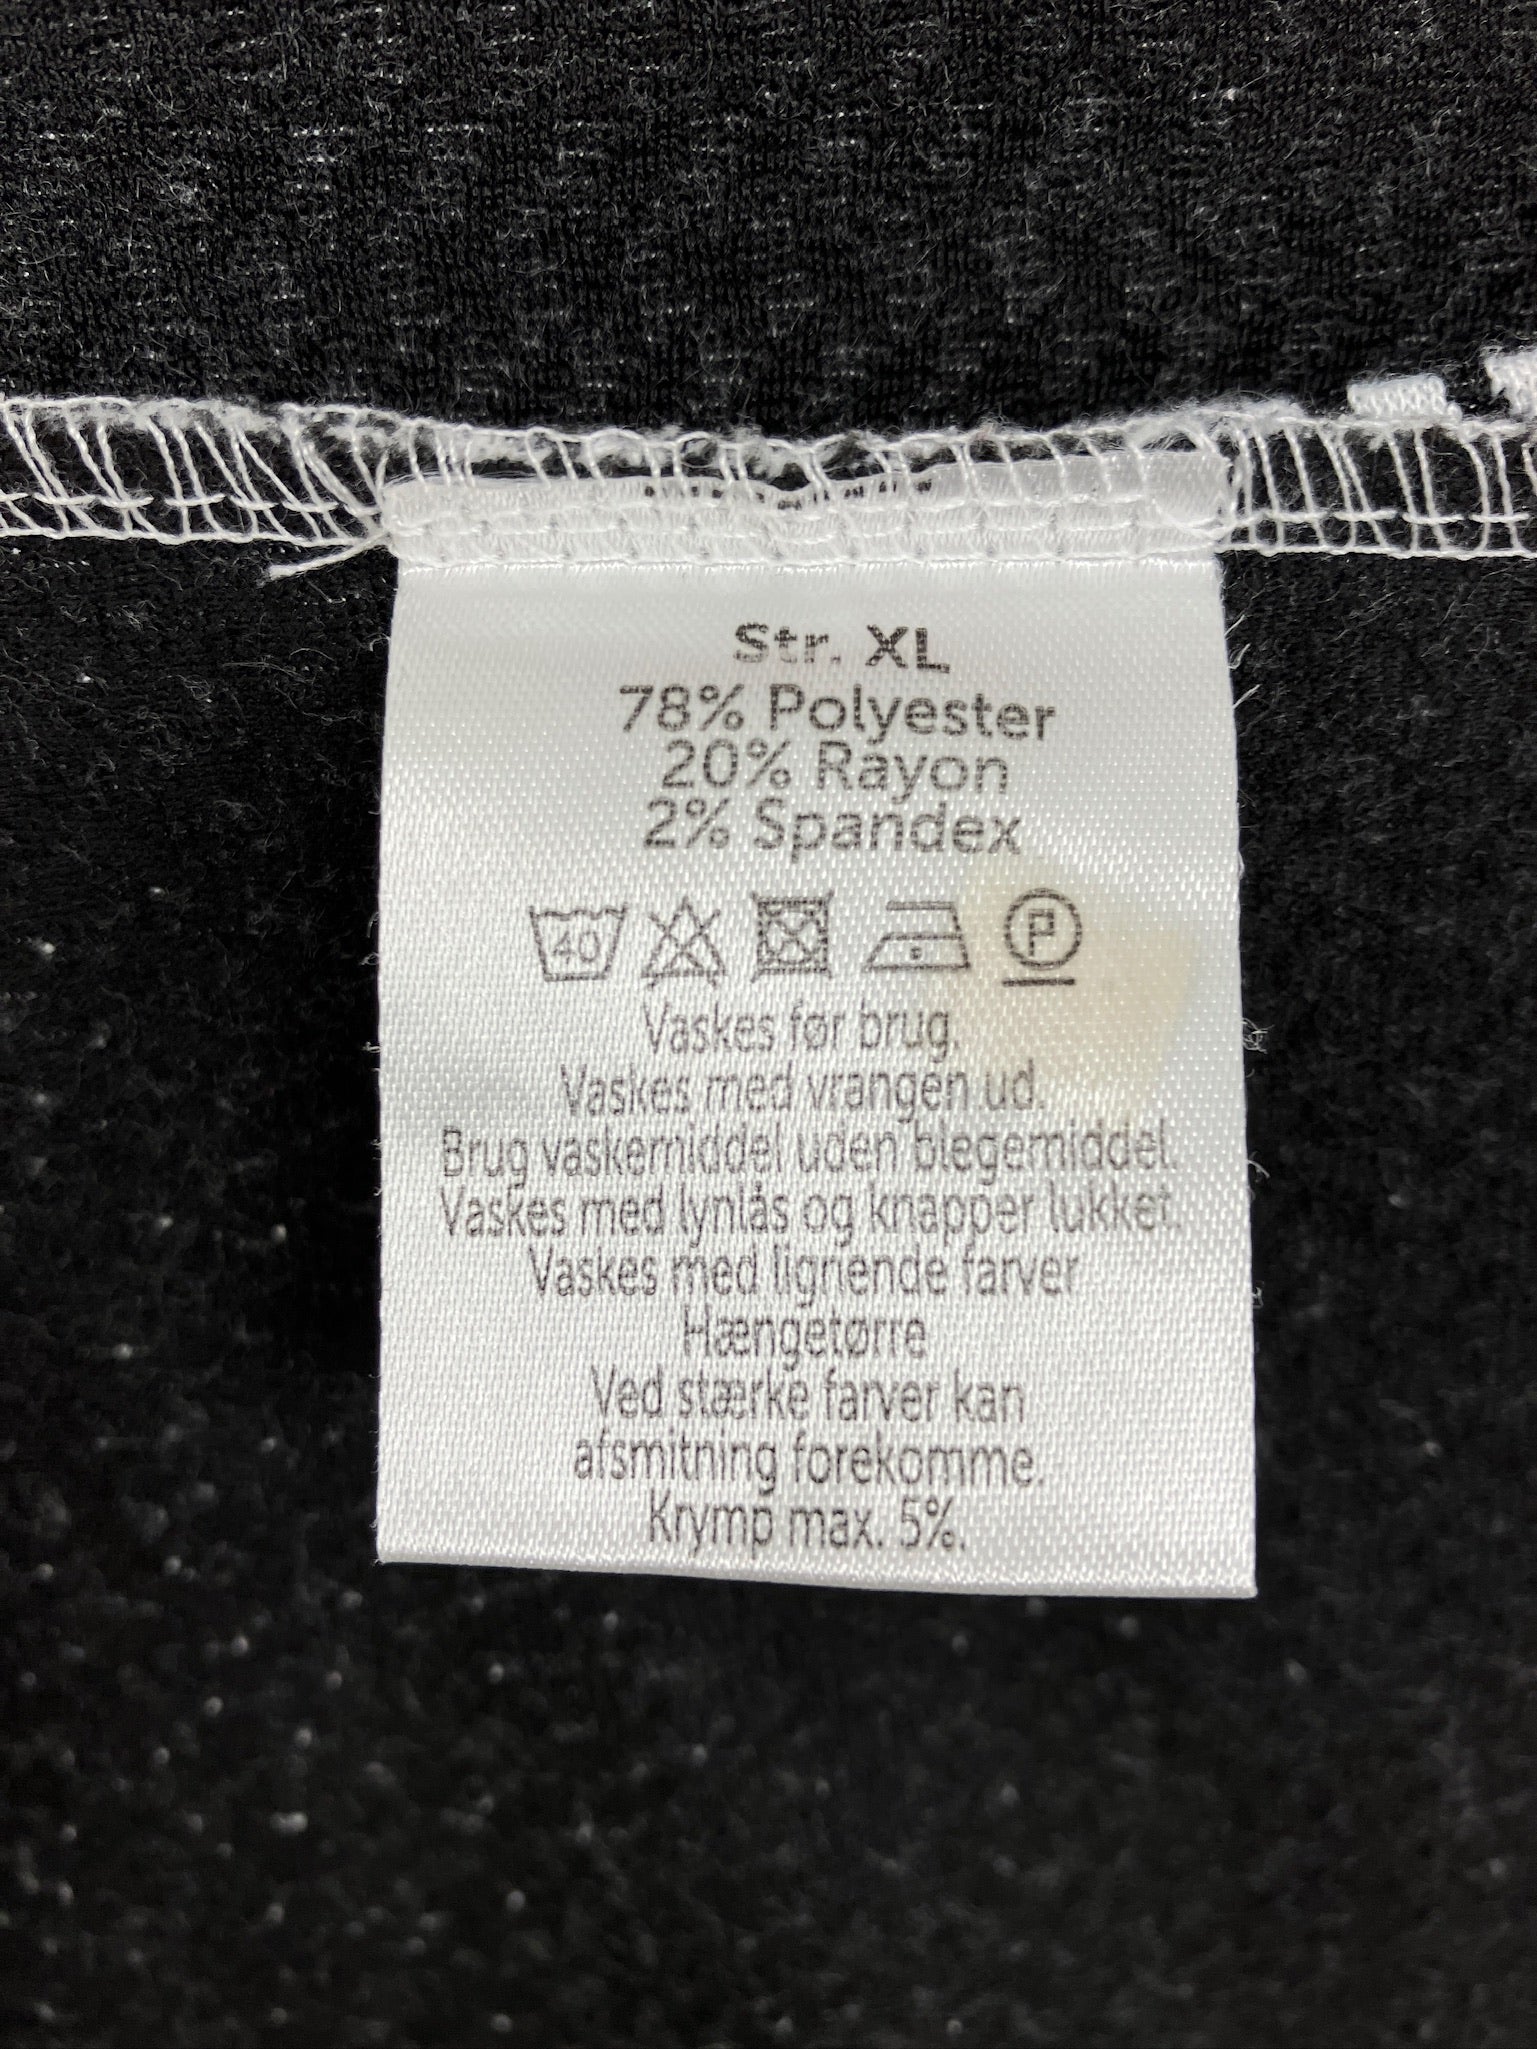 Str. XL
78% Polyester
20% Rayon
2% Spandex
40 P
Vaskes før brug.
Vaskes med vrangen ud.
Brug vaskemiddel uden blegemiddel.
Vaskes med lynlås og knapper lukket.
Vaskes med lignende farver
Hængetørre
Ved stærke farver kan
afsmitning forekomme.
Krymp max. 5%.